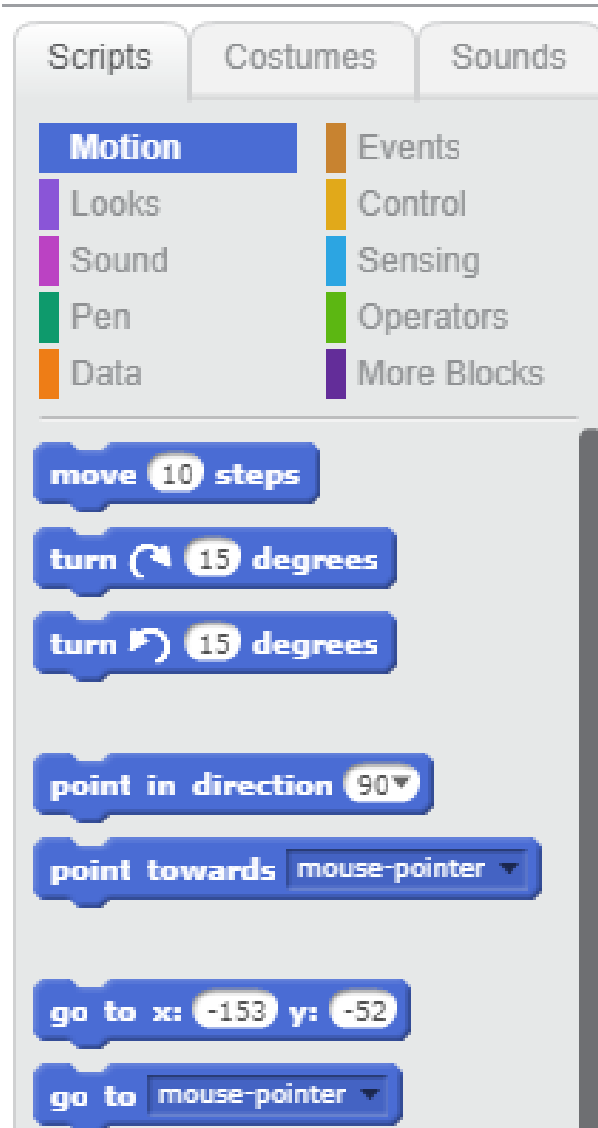 Scripts Costumes Sounds
Motion Events
Looks Control
Sound Sensing
Pen Operators
Data More Blocks
move 10 steps
turn 15 degrees
turn 15 degrees
point in direction 90
point towards mouse-pointer
go to x: -153 y: -52
go to mouse-pointer